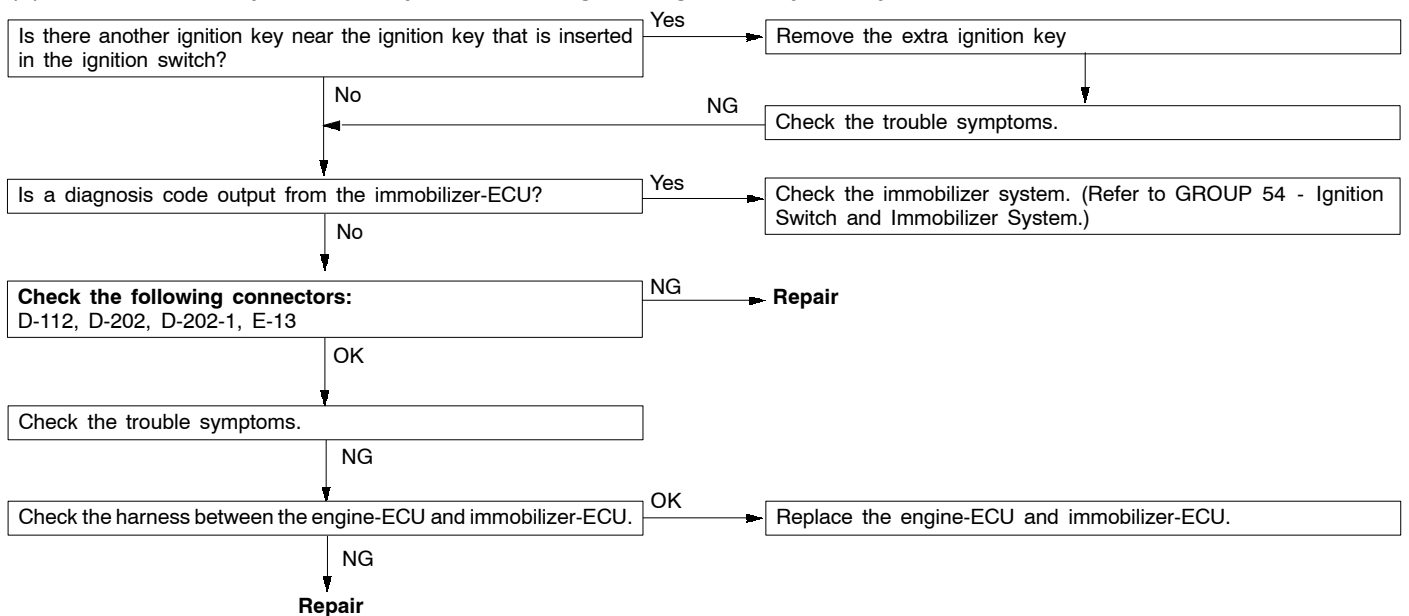 Is there another ignition key near the ignition key that is inserted
in the ignition switch?
Yes
Remove the extra ignition key
No
NG
Check the trouble symptoms.
Is a diagnosis code output from the immobilizer-ECU?
Yes
Check the immobilizer system. (Refer to GROUP 54 - Ignition
Switch and Immobilizer System.)
No
Check the following connectors:
D-112, D-202, D-202-1, E-13
NG
Repair
OK
Check the trouble symptoms.
NG
Check the harness between the engine-ECU and immobilizer-ECU.
OK
Replace the engine-ECU and immobilizer-ECU.
NG
Repair